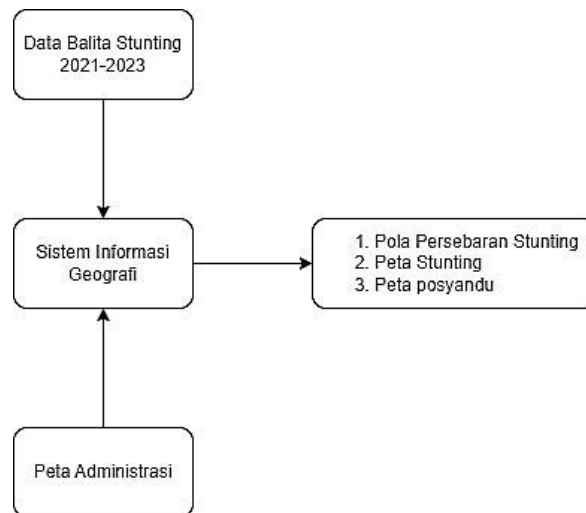 Data Balita Stunting
2021-2023
Sistem Informasi
Geografi
1. Pola Persebaran Stunting
2. Peta Stunting
3. Peta posyandu
Peta Administrasi